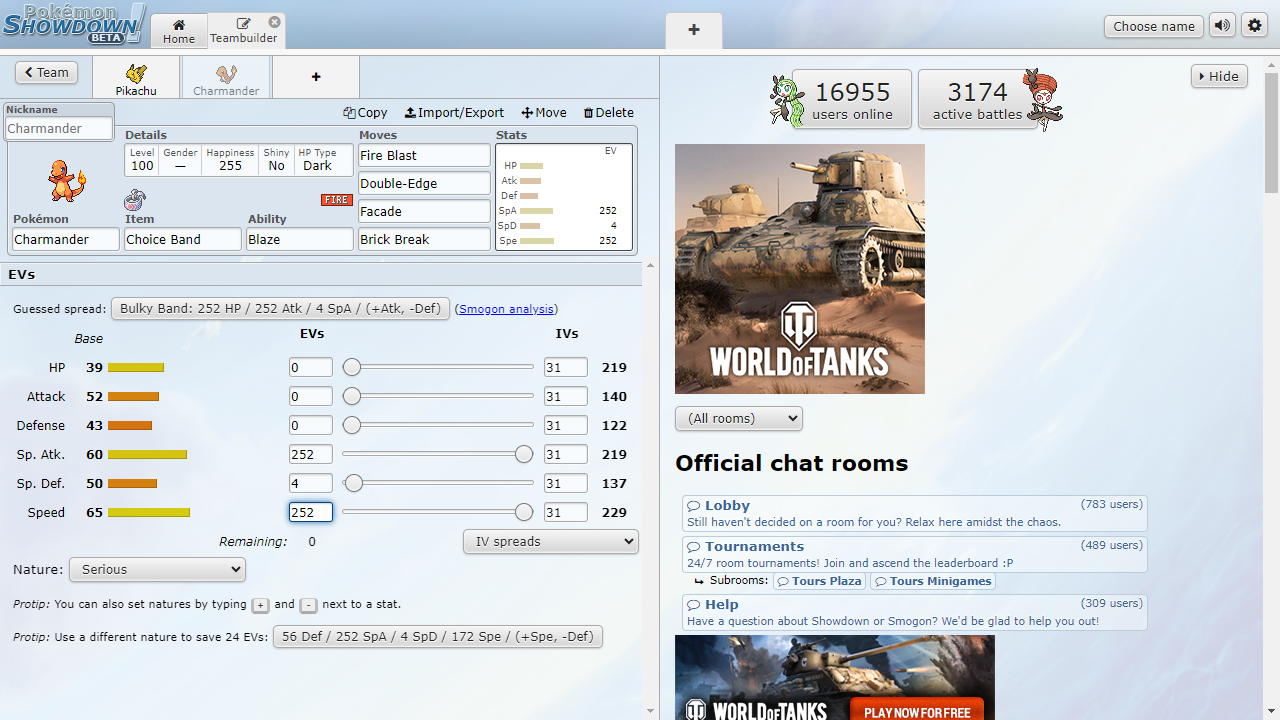 Pokémon
SHOWDOWN!
BETA
Home
Teambuilder
+
Choose name
Team
Pikachu
Charmander
+
Nickname
Charmander
Copy
Import/Export
Move
Delete
Details
Level
100
Gender
—
Happiness
255
Shiny
No
HP Type
Dark
FIRE
Pokémon
Charmander
Item
Choice Band
Ability
Blaze
Moves
Fire Blast
Double-Edge
Facade
Brick Break
Stats
EV
HP
Atk
Def
SpA 252
SpD 4
Spe 252
EVs
Guessed spread: Bulky Band: 252 HP / 252 Atk / 4 SpA / (+Atk, -Def) (Smogon analysis)
Base EVs IVs
HP 39 0 31 219
Attack 52 0 31 140
Defense 43 0 31 122
Sp. Atk. 60 252 31 219
Sp. Def. 50 4 31 137
Speed 65 252 31 229
Remaining: 0 IV spreads
Nature: Serious
Protip: You can also set natures by typing + and - next to a stat.
Protip: Use a different nature to save 24 EVs: 56 Def / 252 SpA / 4 SpD / 172 Spe / (+Spe, -Def)
Hide
16955
users online
3174
active battles
WORLD OF TANKS
(All rooms)
Official chat rooms
Lobby (783 users)
Still haven't decided on a room for you? Relax here amidst the chaos.
Tournaments (489 users)
24/7 room tournaments! Join and ascend the leaderboard :P
Subrooms: Tours Plaza Tours Minigames
Help (309 users)
Have a question about Showdown or Smogon? We'd be glad to help you out!
WORLD OF TANKS
PLAY NOW FOR FREE